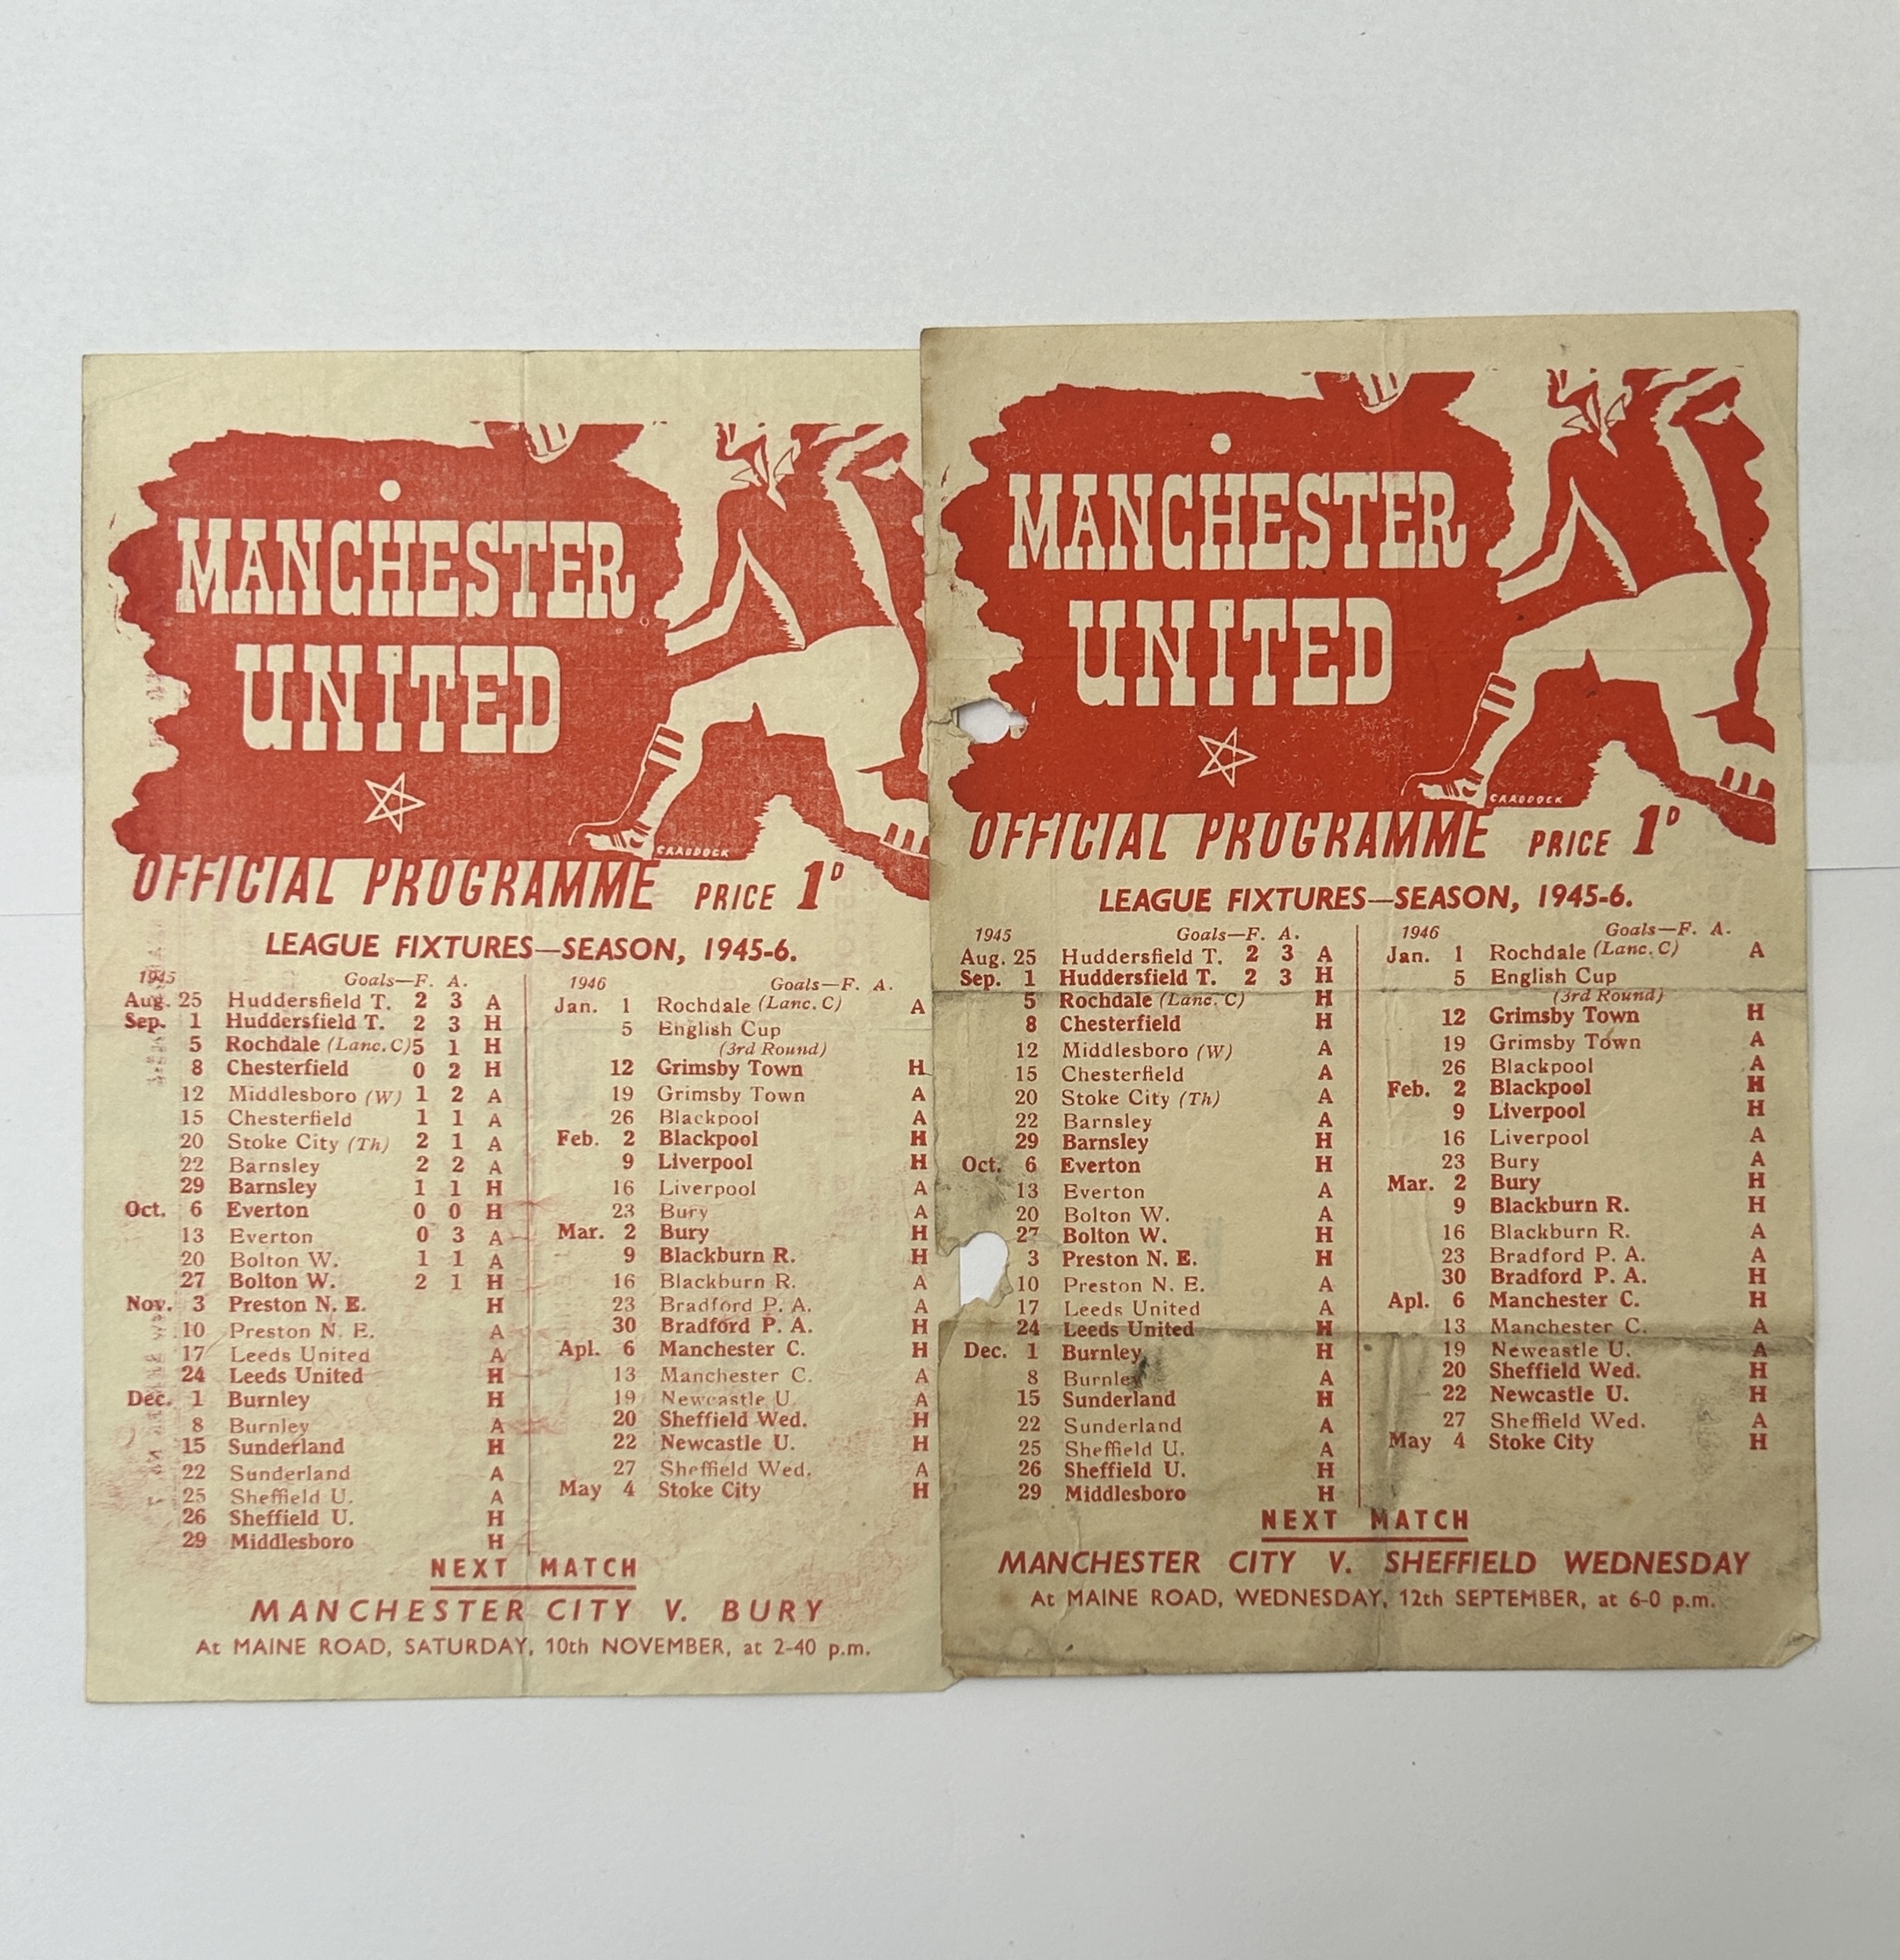 MANCHESTER
UNITED
CRADDOCK
OFFICIAL PROGRAMME PRICE 1D
LEAGUE FIXTURES—SEASON, 1945-6.
1945 Goals—F. A.
Aug. 25 Huddersfield T. 2 3 A
Sep. 1 Huddersfield T. 2 3 H
5 Rochdale (Lanc. C) 5 1 H
8 Chesterfield 0 2 H
12 Middlesboro (W) 1 2 A
15 Chesterfield 1 1 A
20 Stoke City (Th) 2 1 A
22 Barnsley 2 2 A
29 Barnsley 1 1 H
Oct. 6 Everton 0 0 H
13 Everton 0 3 A
20 Bolton W. 1 1 A
27 Bolton W. 2 1 H
Nov. 3 Preston N. E. H
10 Preston N. E. A
17 Leeds United A
24 Leeds United H
Dec. 1 Burnley H
8 Burnley A
15 Sunderland H
22 Sunderland A
25 Sheffield U. A
26 Sheffield U. H
29 Middlesboro H
1946 Goals—F. A.
Jan. 1 Rochdale (Lanc. C) A
5 English Cup
(3rd Round)
12 Grimsby Town H
19 Grimsby Town A
26 Blackpool A
Feb. 2 Blackpool H
9 Liverpool H
16 Liverpool A
23 Bury A
Mar. 2 Bury H
9 Blackburn R. H
16 Blackburn R. A
23 Bradford P. A. A
30 Bradford P. A. H
Apl. 6 Manchester C. H
13 Manchester C. A
19 Newcastle U. A
20 Sheffield Wed. H
22 Newcastle U. H
27 Sheffield Wed. A
May 4 Stoke City H
NEXT MATCH
MANCHESTER CITY V. BURY
At MAINE ROAD, SATURDAY, 10th NOVEMBER, at 2-40 p.m.
MANCHESTER
UNITED
CRADDOCK
OFFICIAL PROGRAMME PRICE 1D
LEAGUE FIXTURES—SEASON, 1945-6.
1945 Goals—F. A.
Aug. 25 Huddersfield T. 2 3 A
Sep. 1 Huddersfield T. 2 3 H
5 Rochdale (Lanc. C) H
8 Chesterfield H
12 Middlesboro (W) A
15 Chesterfield A
20 Stoke City (Th) A
22 Barnsley A
29 Barnsley H
Oct. 6 Everton H
13 Everton A
20 Bolton W. A
27 Bolton W. H
3 Preston N. E. H
10 Preston N. E. A
17 Leeds United A
24 Leeds United H
Dec. 1 Burnley H
8 Burnley A
15 Sunderland H
22 Sunderland A
25 Sheffield U. A
26 Sheffield U. H
29 Middlesboro H
1946 Goals—F. A.
Jan. 1 Rochdale (Lanc. C) A
5 English Cup
(3rd Round)
12 Grimsby Town H
19 Grimsby Town A
26 Blackpool A
Feb. 2 Blackpool H
9 Liverpool H
16 Liverpool A
23 Bury A
Mar. 2 Bury H
9 Blackburn R. H
16 Blackburn R. A
23 Bradford P. A. A
30 Bradford P. A. H
Apl. 6 Manchester C. H
13 Manchester C. A
19 Newcastle U. A
20 Sheffield Wed. H
22 Newcastle U. H
27 Sheffield Wed. A
May 4 Stoke City H
NEXT MATCH
MANCHESTER CITY V. SHEFFIELD WEDNESDAY
At MAINE ROAD, WEDNESDAY, 12th SEPTEMBER, at 6-0 p.m.